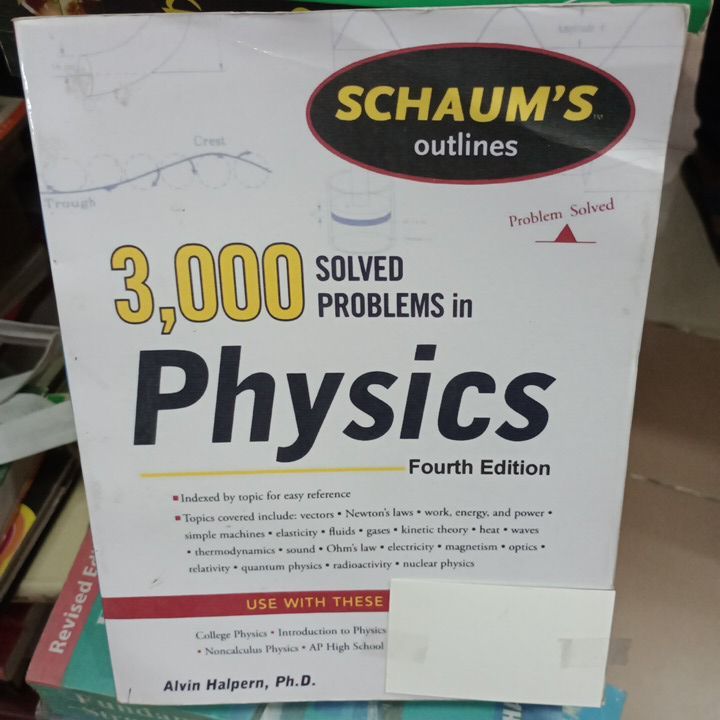 SCHAUM'S
outlines
Crest
Trough
Problem Solved
3,000 SOLVED
PROBLEMS in
Physics
Fourth Edition
■ Indexed by topic for easy reference
■ Topics covered include: vectors • Newton's laws • work, energy, and power •
simple machines • elasticity • fluids • gases • kinetic theory • heat • waves
• thermodynamics • sound • Ohm's law • electricity • magnetism • optics •
relativity • quantum physics • radioactivity • nuclear physics
USE WITH THESE
College Physics • Introduction to Physics
• Noncalculus Physics • AP High School
Alvin Halpern, Ph.D.
Revised